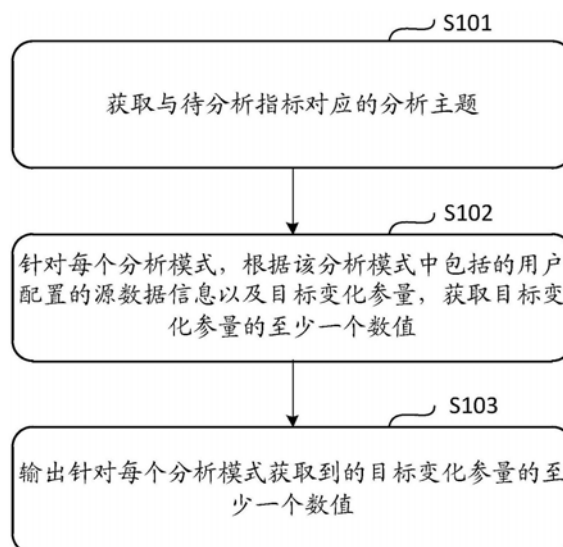 S101
获取与待分析指标对应的分析主题
S102
针对每个分析模式，根据该分析模式中包括的用户
配置的源数据信息以及目标变化参量，获取目标变
化参量的至少一个数值
S103
输出针对每个分析模式获取到的目标变化参量的至
少一个数值